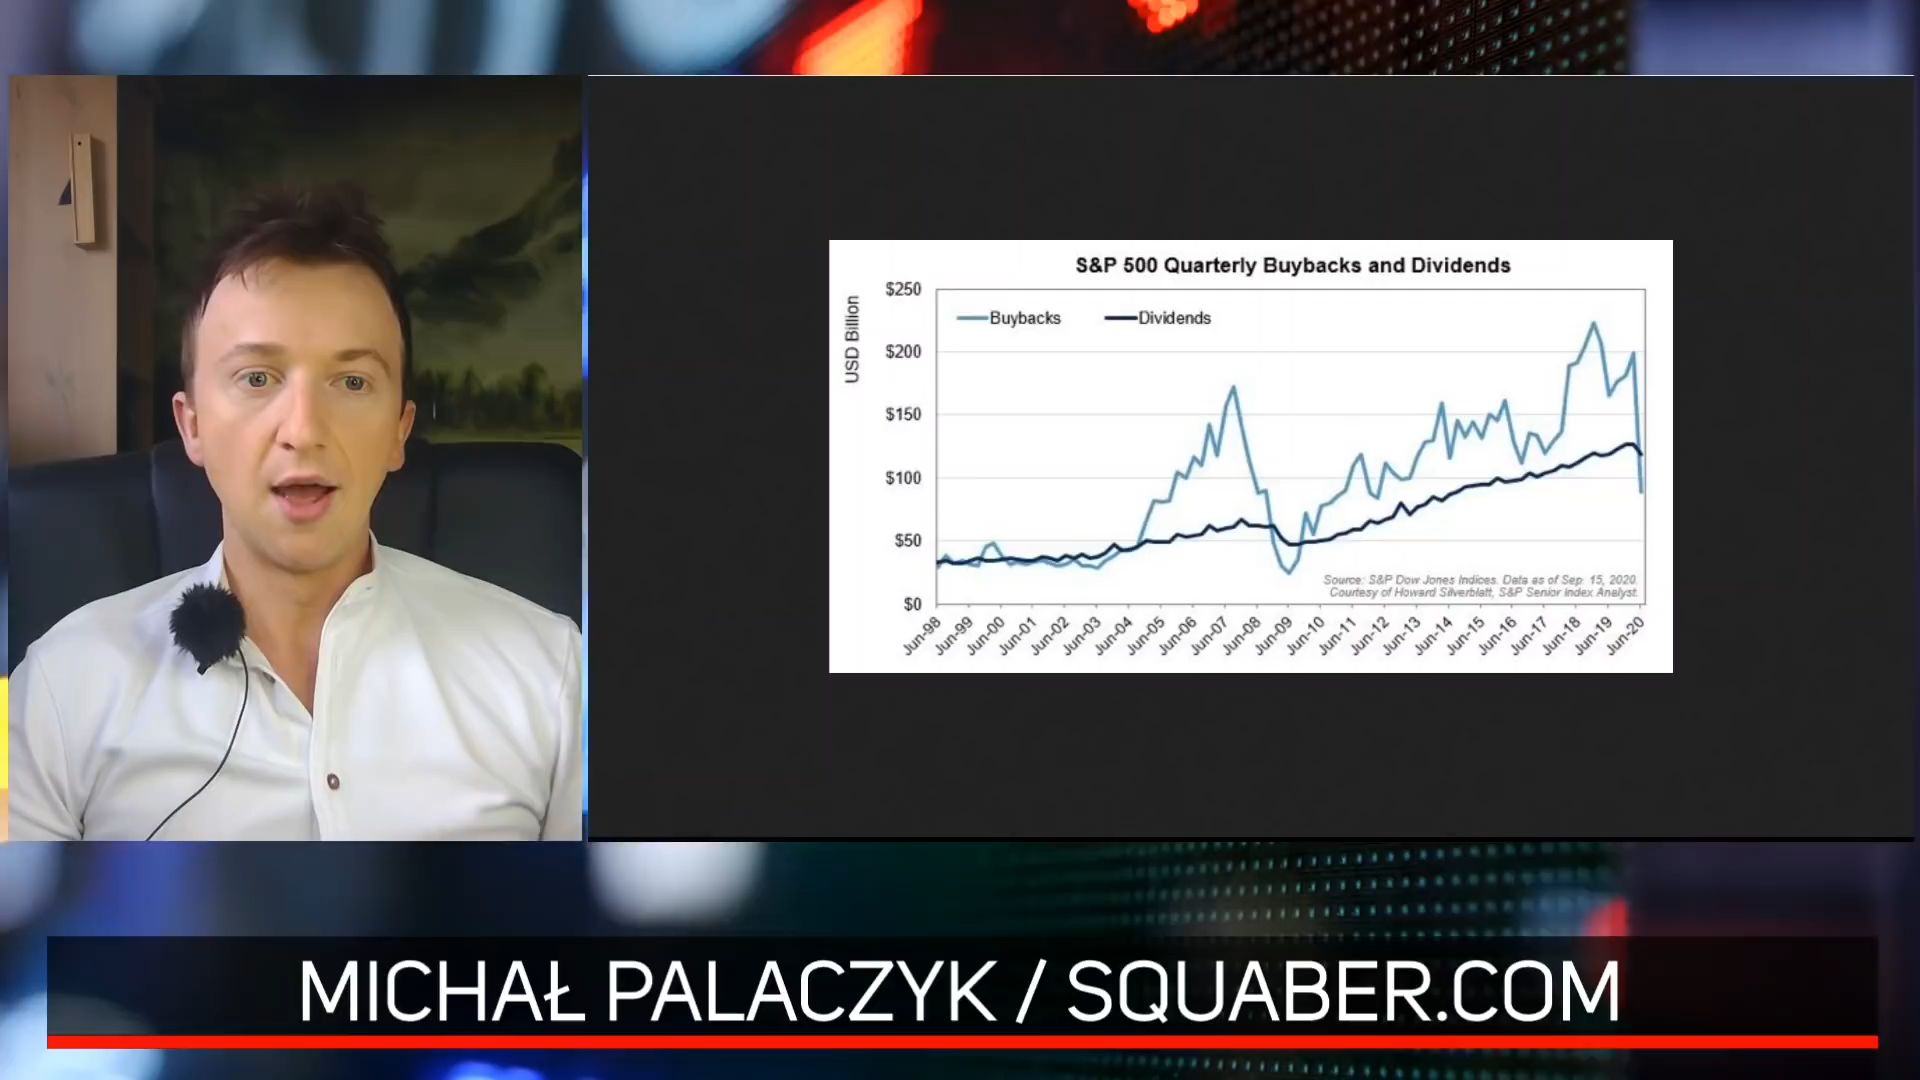 S&P 500 Quarterly Buybacks and Dividends
USD Billion
$250
$200
$150
$100
$50
$0
Buybacks Dividends
Source: S&P Dow Jones Indices. Data as of Sep. 15, 2020.
Courtesy of Howard Silverblatt, S&P Senior Index Analyst.
Jun-98 Jun-99 Jun-00 Jun-01 Jun-02 Jun-03 Jun-04 Jun-05 Jun-06 Jun-07 Jun-08 Jun-09 Jun-10 Jun-11 Jun-12 Jun-13 Jun-14 Jun-15 Jun-16 Jun-17 Jun-18 Jun-19 Jun-20
MICHAŁ PALACZYK / SQUABER.COM